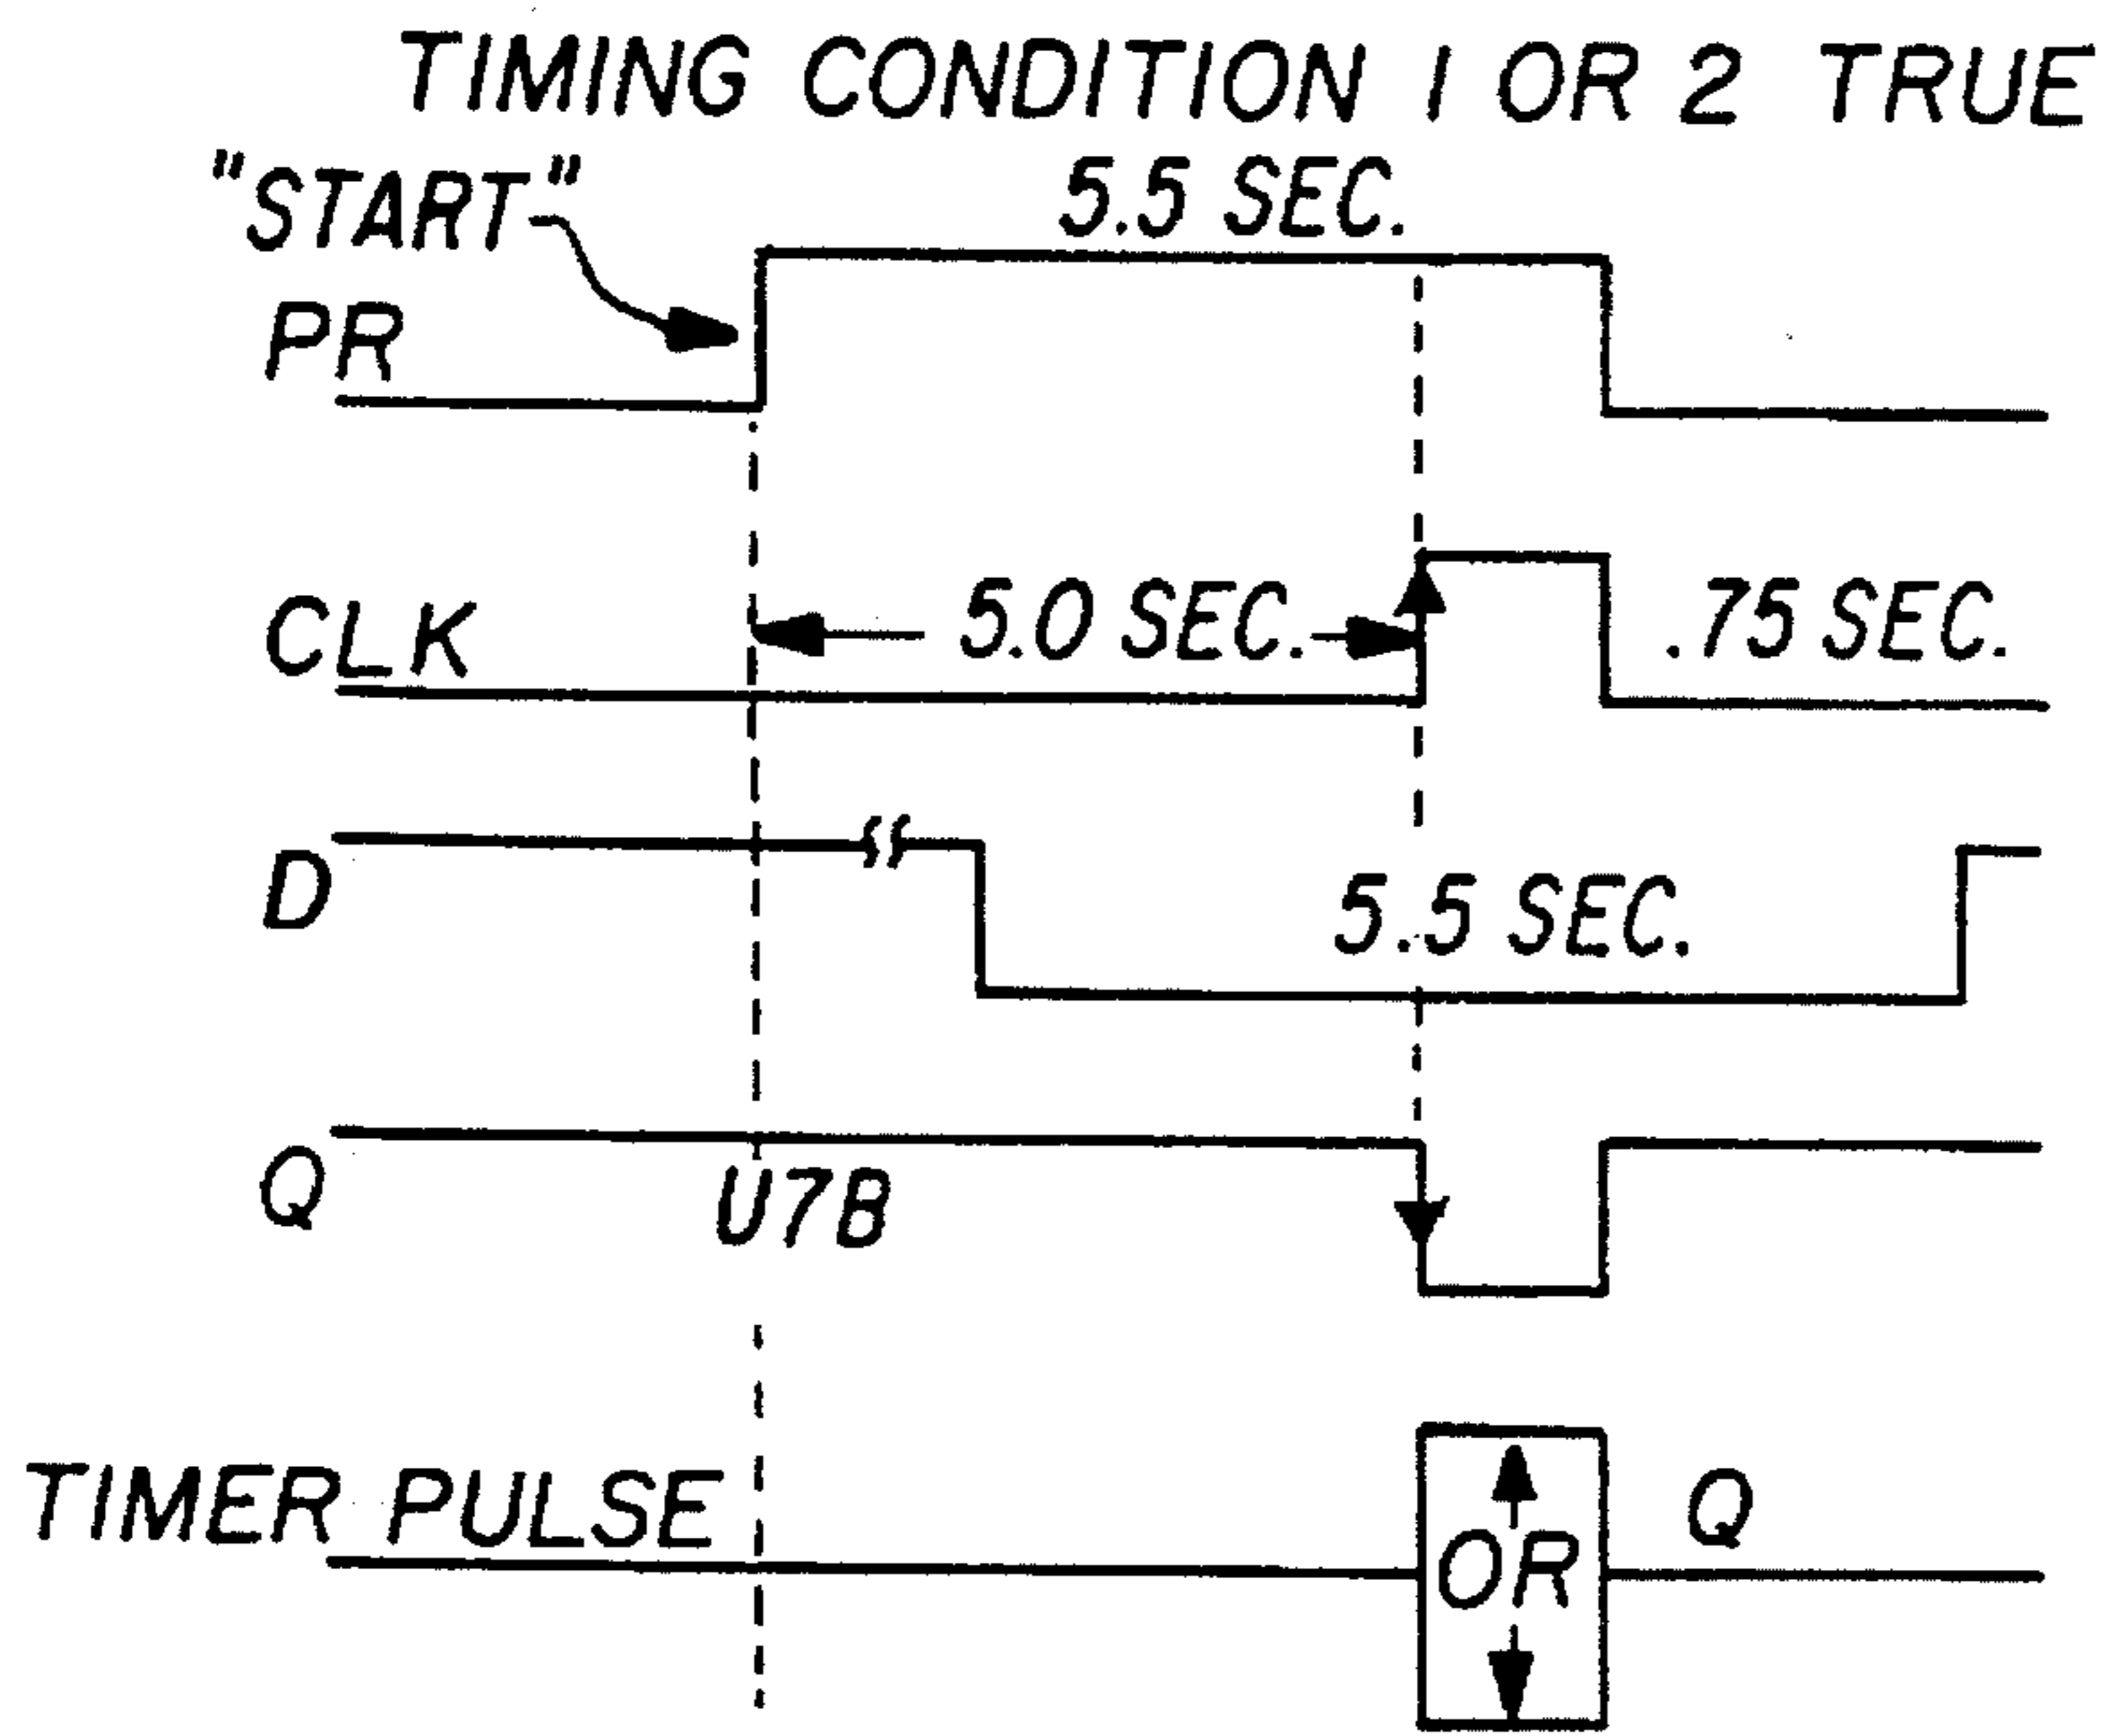 TIMING CONDITION 1 OR 2 TRUE
"START"
5.5 SEC.
PR
CLK
5.0 SEC.
.75 SEC.
D
5.5 SEC.
Q
U7B
TIMER PULSE
OR
Q